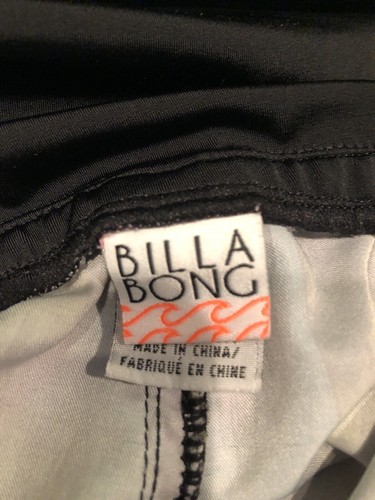 BILLA
BONG
MADE IN CHINA/
FABRIQUÉ EN CHINE